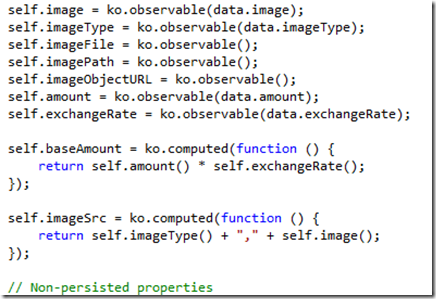 self.image = ko.observable(data.image);
self.imageType = ko.observable(data.imageType);
self.imageFile = ko.observable();
self.imagePath = ko.observable();
self.imageObjectURL = ko.observable();
self.amount = ko.observable(data.amount);
self.exchangeRate = ko.observable(data.exchangeRate);
self.baseAmount = ko.computed(function () {
return self.amount() * self.exchangeRate();
});
self.imageSrc = ko.computed(function () {
return self.imageType() + "," + self.image();
});
// Non-persisted properties